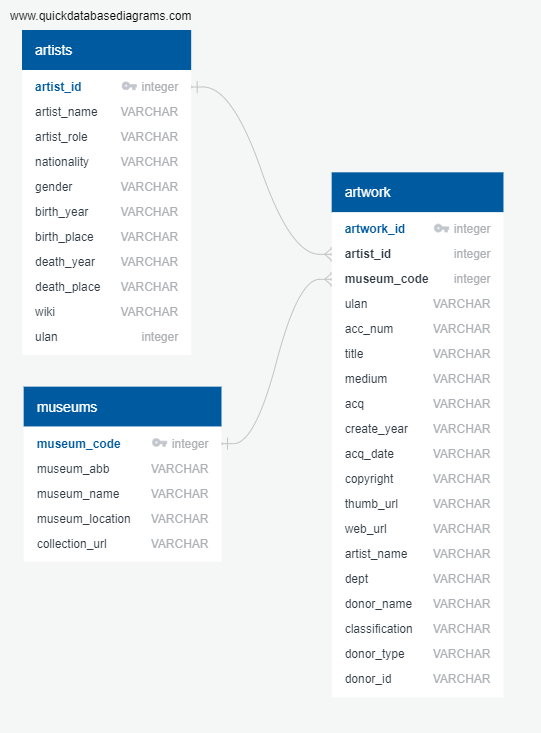 www.quickdatabasediagrams.com
artists
artist_id integer
artist_name VARCHAR
artist_role VARCHAR
nationality VARCHAR
gender VARCHAR
birth_year VARCHAR
birth_place VARCHAR
death_year VARCHAR
death_place VARCHAR
wiki VARCHAR
ulan integer
museums
museum_code integer
museum_abb VARCHAR
museum_name VARCHAR
museum_location VARCHAR
collection_url VARCHAR
artwork
artwork_id integer
artist_id integer
museum_code integer
ulan VARCHAR
acc_num VARCHAR
title VARCHAR
medium VARCHAR
acq VARCHAR
create_year VARCHAR
acq_date VARCHAR
copyright VARCHAR
thumb_url VARCHAR
web_url VARCHAR
artist_name VARCHAR
dept VARCHAR
donor_name VARCHAR
classification VARCHAR
donor_type VARCHAR
donor_id VARCHAR